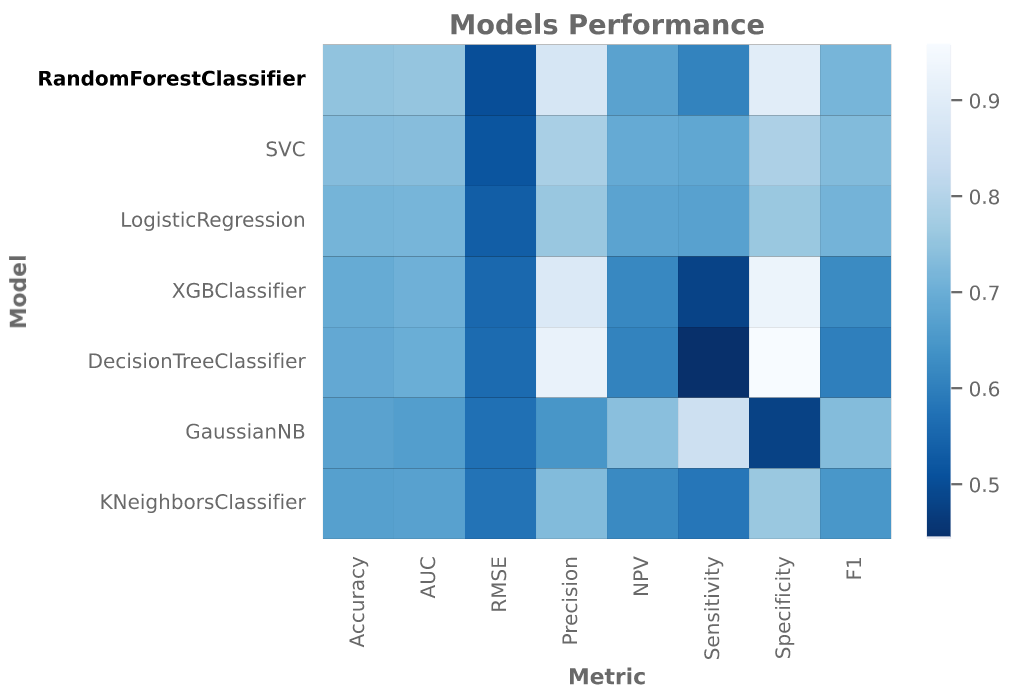 Models Performance
RandomForestClassifier
SVC
LogisticRegression
XGBClassifier
DecisionTreeClassifier
GaussianNB
KNeighborsClassifier
Model
Accuracy
AUC
RMSE
Precision
NPV
Sensitivity
Specificity
F1
Metric
0.9
0.8
0.7
0.6
0.5